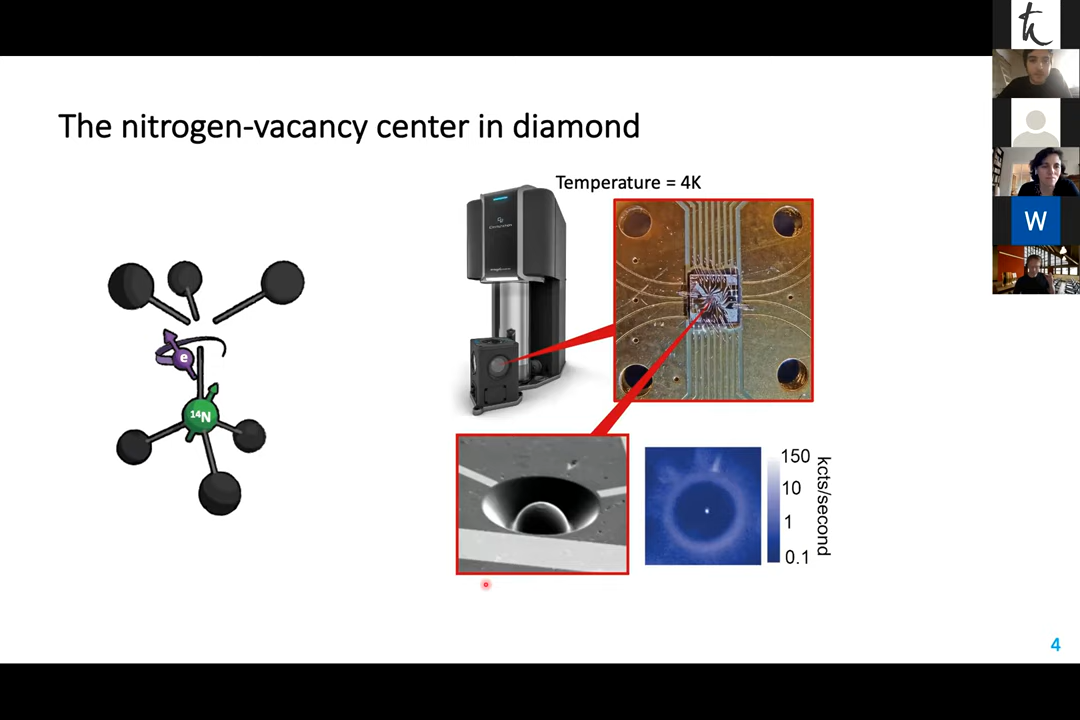 The nitrogen-vacancy center in diamond
Temperature = 4K
e
14N
150
10
1
0.1
kcts/second
W
4